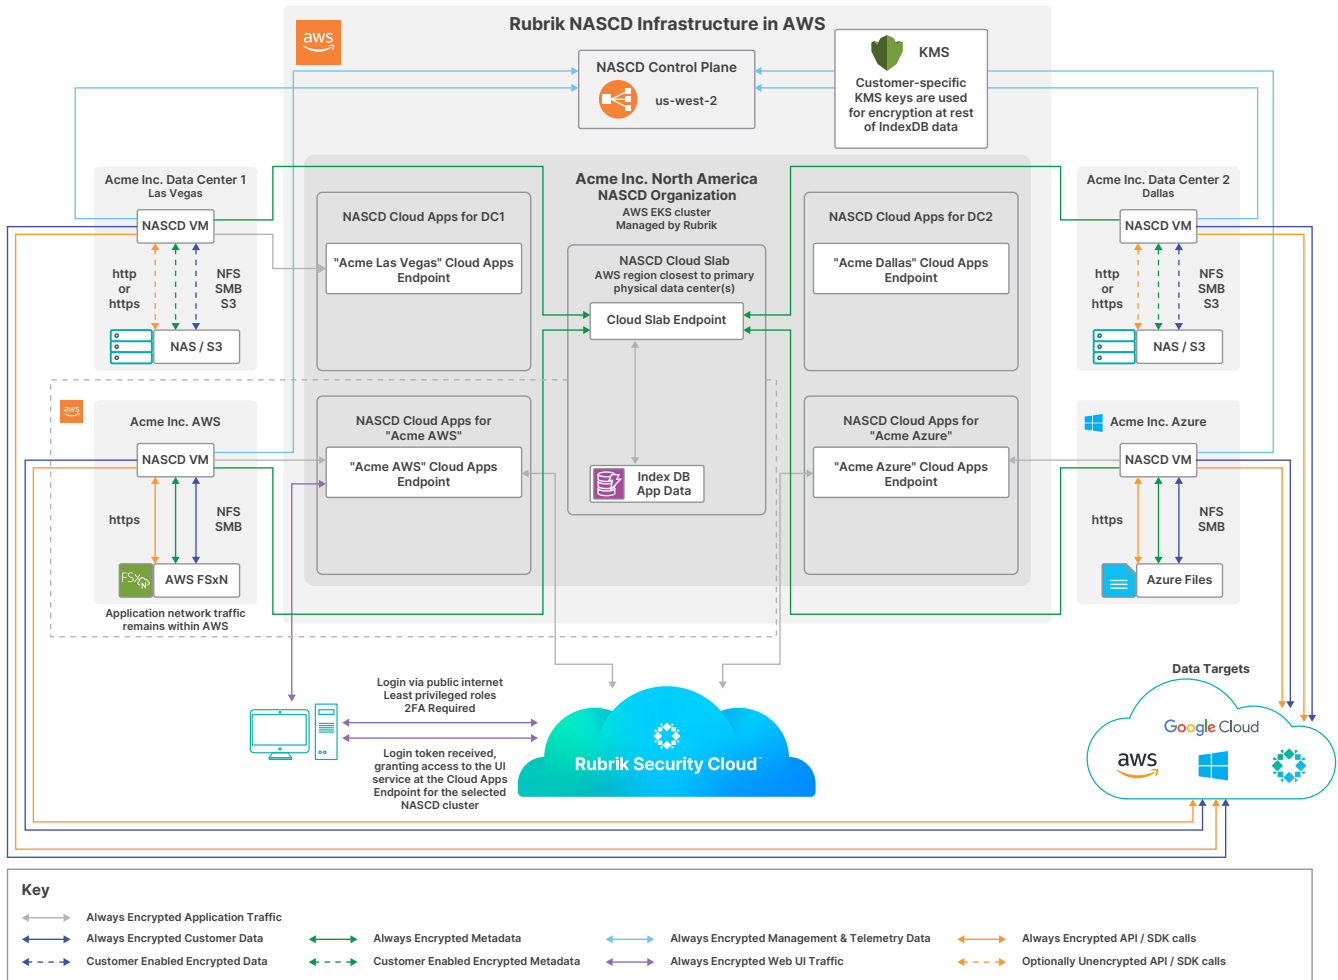 Rubrik NASCD Infrastructure in AWS
aws
NASCD Control Plane
us-west-2
KMS
Customer-specific
KMS keys are used
for encryption at rest
of IndexDB data
Acme Inc. Data Center 1
Las Vegas
NASCD VM
http
or
https
NFS
SMB
S3
NAS / S3
NASCD Cloud Apps for DC1
"Acme Las Vegas" Cloud Apps
Endpoint
Acme Inc. North America
NASCD Organization
AWS EKS cluster
Managed by Rubrik
NASCD Cloud Slab
AWS region closest to primary
physical data center(s)
Cloud Slab Endpoint
Index DB
App Data
NASCD Cloud Apps for DC2
"Acme Dallas" Cloud Apps
Endpoint
Acme Inc. Data Center 2
Dallas
NASCD VM
http
or
https
NFS
SMB
S3
NAS / S3
aws
Acme Inc. AWS
NASCD VM
https
NFS
SMB
FSxN
AWS FSxN
Application network traffic
remains within AWS
NASCD Cloud Apps for
"Acme AWS"
"Acme AWS" Cloud Apps
Endpoint
NASCD Cloud Apps for
"Acme Azure"
"Acme Azure" Cloud Apps
Endpoint
Acme Inc. Azure
NASCD VM
https
NFS
SMB
Azure Files
Login via public internet
Least privileged roles
2FA Required
Login token received,
granting access to the UI
service at the Cloud Apps
Endpoint for the selected
NASCD cluster
Rubrik Security Cloud™
Data Targets
Google Cloud
aws
Key
Always Encrypted Application Traffic
Always Encrypted Customer Data
Always Encrypted Metadata
Always Encrypted Management & Telemetry Data
Always Encrypted API / SDK calls
Customer Enabled Encrypted Data
Customer Enabled Encrypted Metadata
Always Encrypted Web UI Traffic
Optionally Unencrypted API / SDK calls